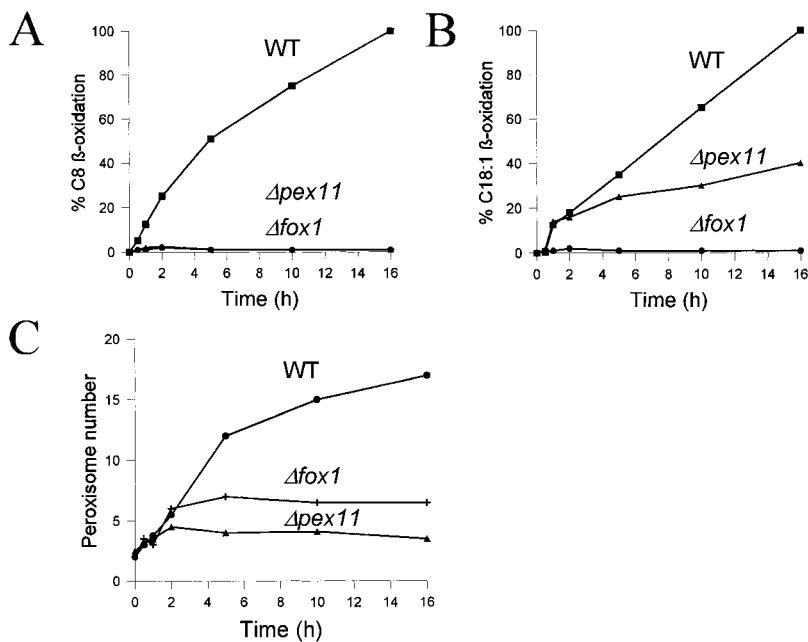 A
% C8 ß-oxidation
100
80
60
40
20
0
WT
Δpex11
Δfox1
0 2 4 6 8 10 12 14 16
Time (h)
B
% C18:1 ß-oxidation
100
80
60
40
20
0
WT
Δpex11
Δfox1
0 2 4 6 8 10 12 14 16
Time (h)
C
Peroxisome number
20
15
10
5
0
WT
Δfox1
Δpex11
0 2 4 6 8 10 12 14 16
Time (h)